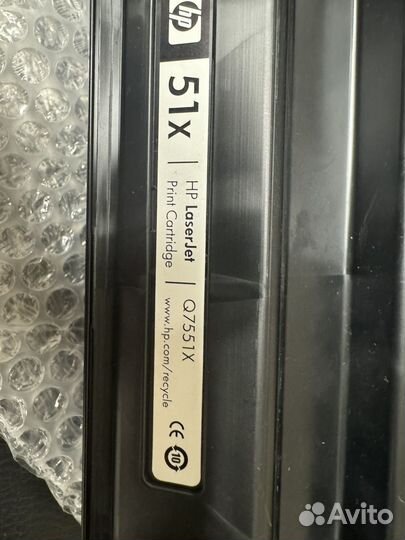 hp
51X
HP LaserJet
Print Cartridge
Q7551X
www.hp.com/recycle
CE
10
Avito